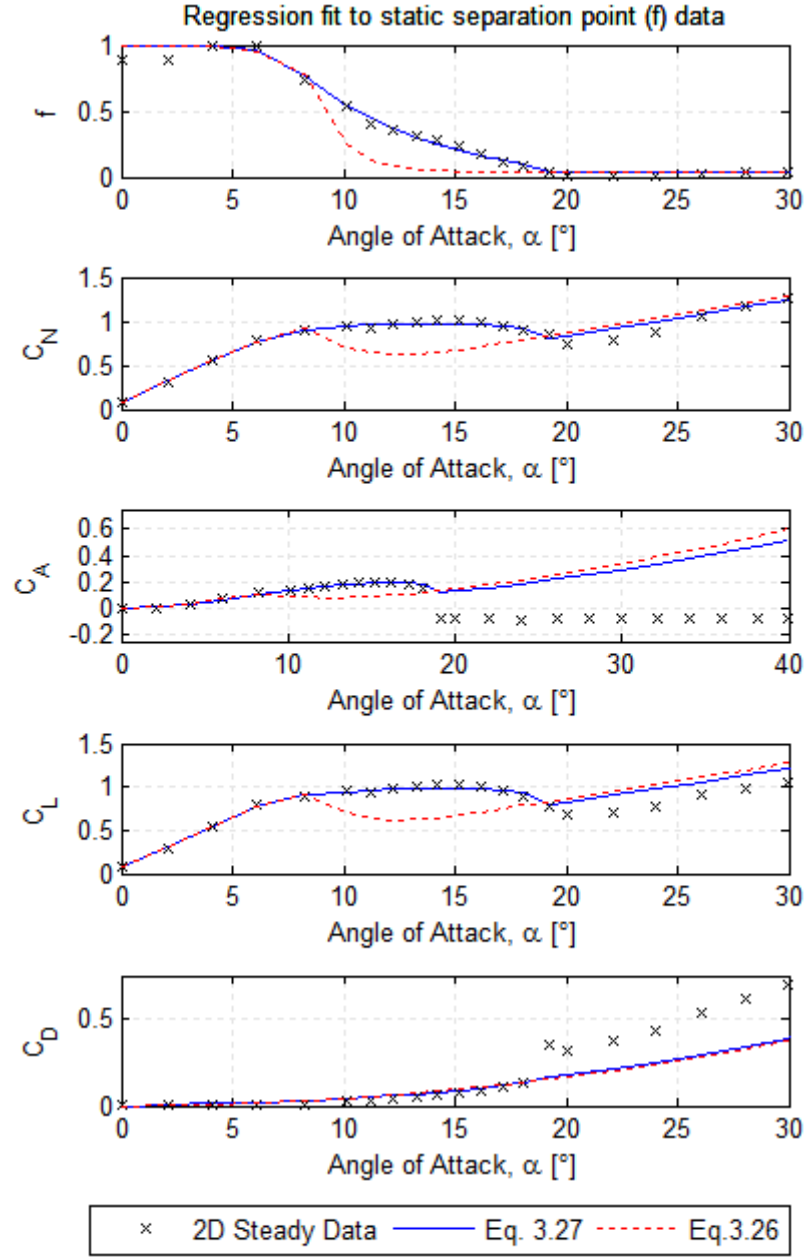 Regression fit to static separation point (f) data
f
1
0.5
0
0 5 10 15 20 25 30
Angle of Attack, α [°]
C_N
1.5
1
0.5
0
0 5 10 15 20 25 30
Angle of Attack, α [°]
C_A
0.6
0.4
0.2
0
-0.2
0 10 20 30 40
Angle of Attack, α [°]
C_L
1.5
1
0.5
0
0 5 10 15 20 25 30
Angle of Attack, α [°]
C_D
0.5
0
0 5 10 15 20 25 30
Angle of Attack, α [°]
2D Steady Data Eq. 3.27 Eq.3.26